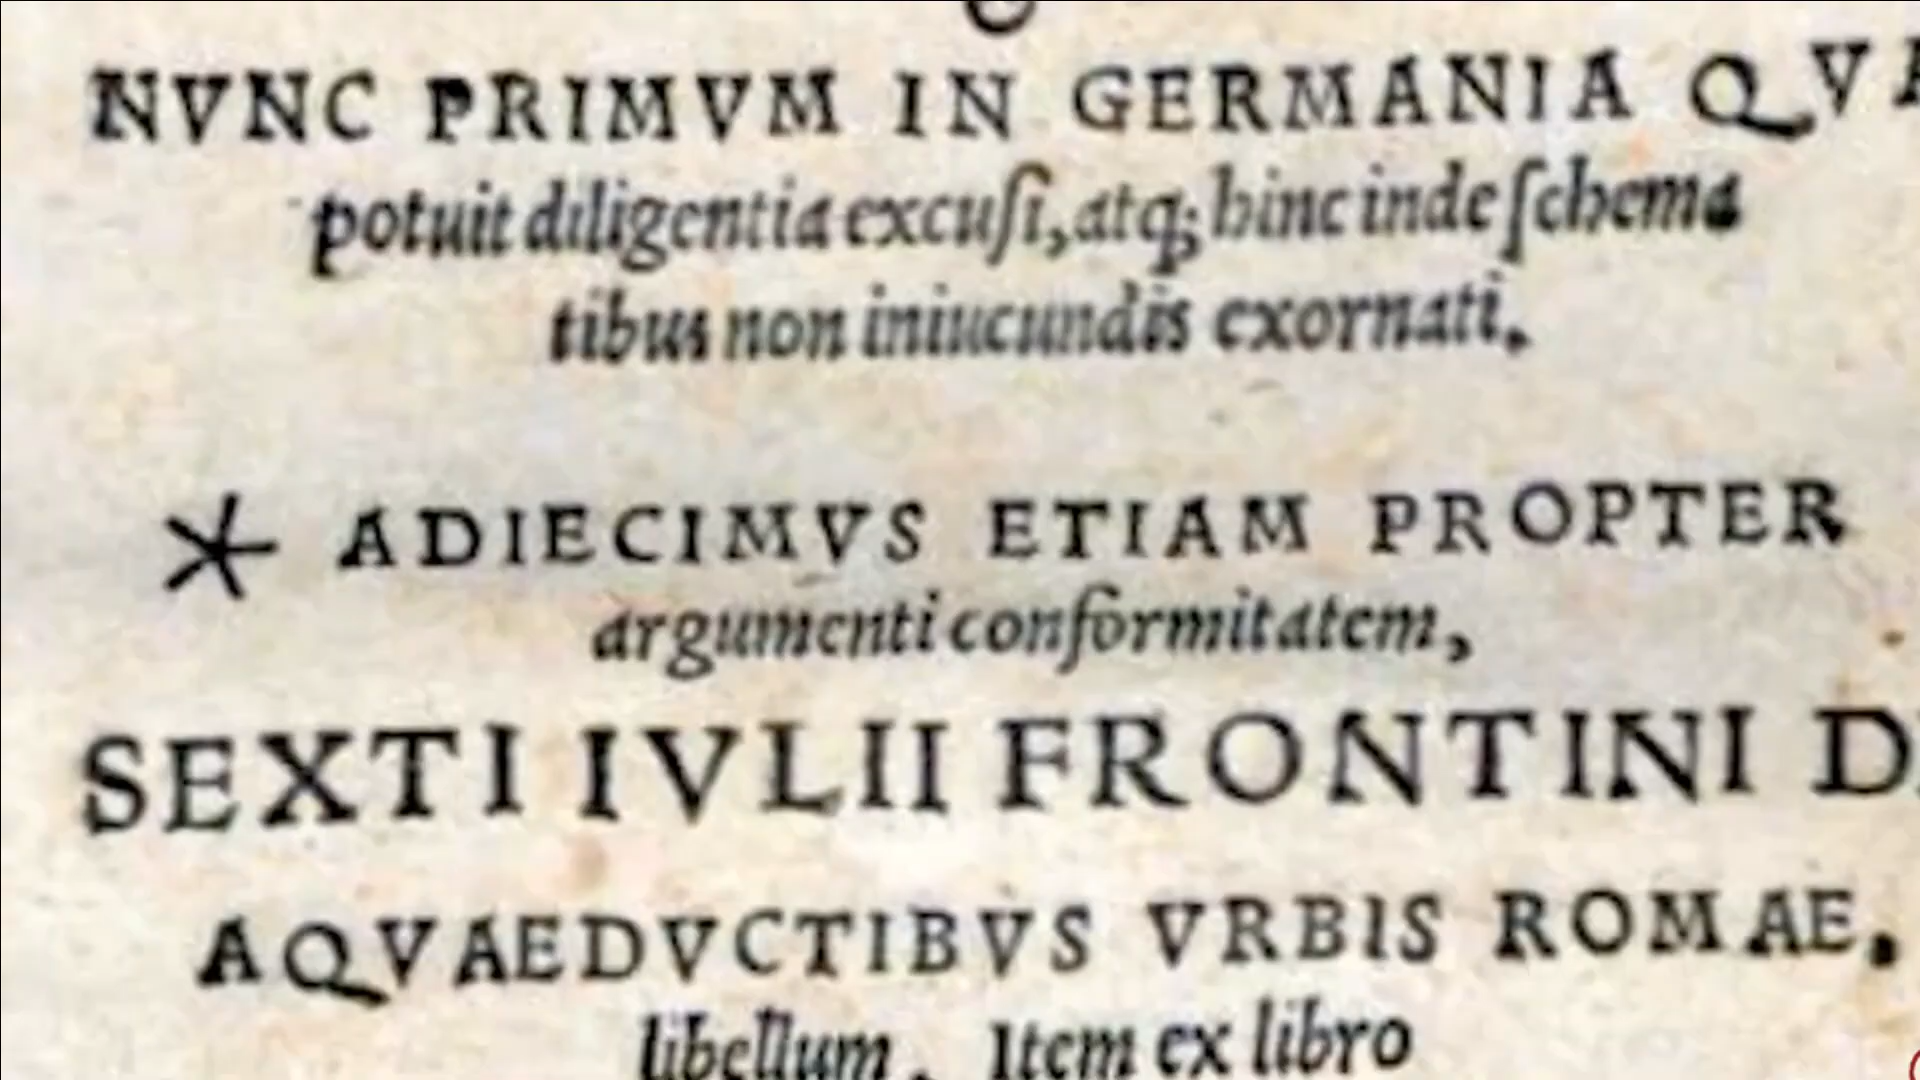 NVNC PRIMVM IN GERMANIA QVA
potuit diligentia excuſi, atq; hinc inde ſchema
tibus non iniucundis exornati.
* ADIECIMVS ETIAM PROPTER
argumenti conformitatem,
SEXTI IVLII FRONTINI D
AQVAEDVCTIBVS VRBIS ROMAE.
libellum. Item ex libro